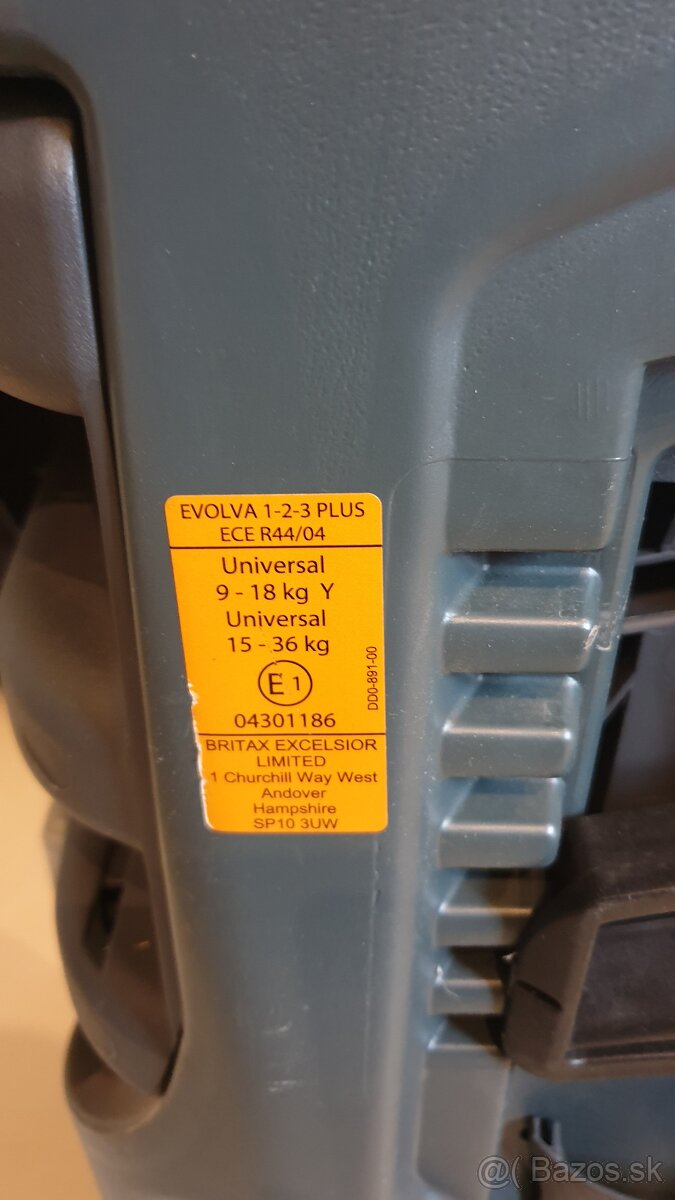 EVOLVA 1-2-3 PLUS
ECE R44/04
Universal
9 - 18 kg Y
Universal
15 - 36 kg
E 1
04301186
DD0-891-00
BRITAX EXCELSIOR
LIMITED
1 Churchill Way West
Andover
Hampshire
SP10 3UW
@( Bazos.sk